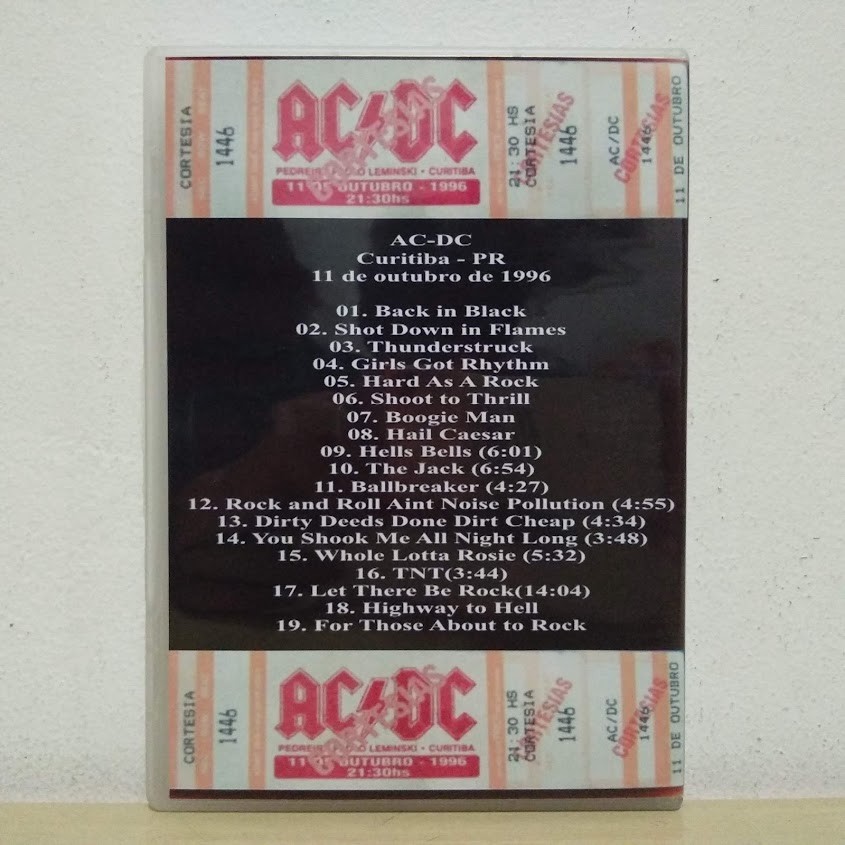 CORTESIA
1446
AC/DC
CORTESIAS
PEDREIRA PAULO LEMINSKI • CURITIBA
11 DE OUTUBRO - 1996
21:30hs
21:30 HS
CORTESIA
CORTESIAS
1446
AC/DC
CORTESIAS
1446
11 DE OUTUBRO
AC-DC
Curitiba - PR
11 de outubro de 1996
01. Back in Black
02. Shot Down in Flames
03. Thunderstruck
04. Girls Got Rhythm
05. Hard As A Rock
06. Shoot to Thrill
07. Boogie Man
08. Hail Caesar
09. Hells Bells (6:01)
10. The Jack (6:54)
11. Ballbreaker (4:27)
12. Rock and Roll Aint Noise Pollution (4:55)
13. Dirty Deeds Done Dirt Cheap (4:34)
14. You Shook Me All Night Long (3:48)
15. Whole Lotta Rosie (5:32)
16. TNT(3:44)
17. Let There Be Rock(14:04)
18. Highway to Hell
19. For Those About to Rock
CORTESIA
1446
AC/DC
CORTESIAS
PEDREIRA PAULO LEMINSKI • CURITIBA
11 DE OUTUBRO - 1996
21:30hs
21:30 HS
CORTESIA
CORTESIAS
1446
AC/DC
CORTESIAS
1446
11 DE OUTUBRO